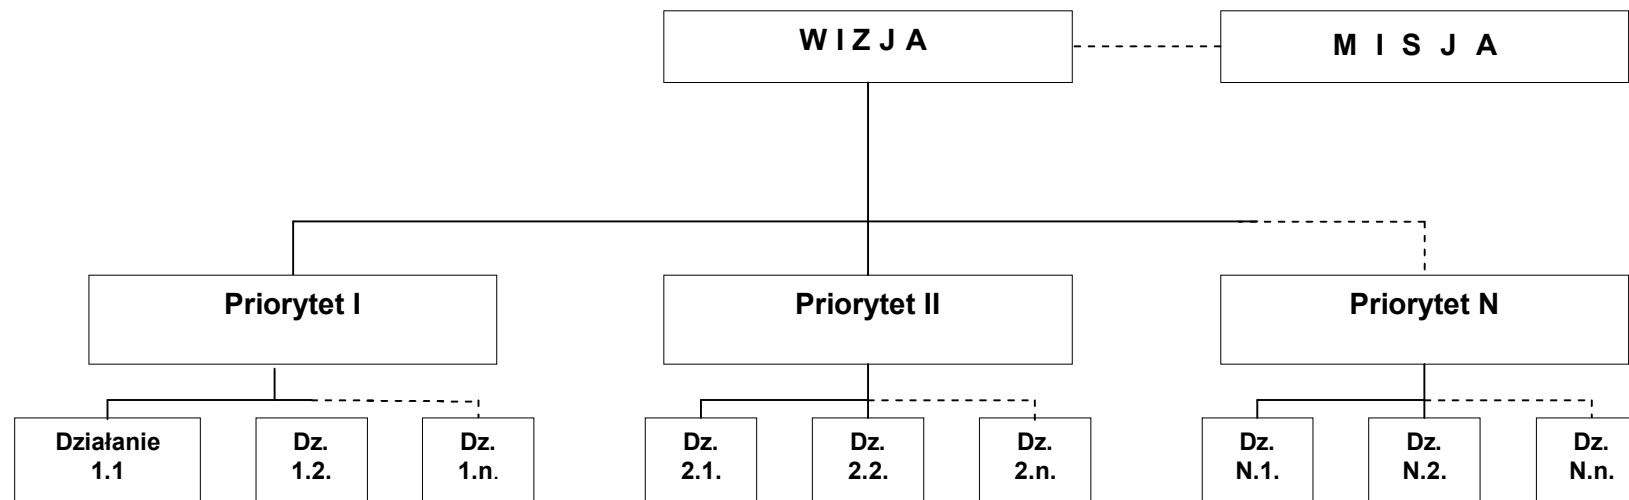 W I Z J A
M I S J A
Priorytet I
Priorytet II
Priorytet N
Działanie
1.1
Dz.
1.2.
Dz.
1.n.
Dz.
2.1.
Dz.
2.2.
Dz.
2.n.
Dz.
N.1.
Dz.
N.2.
Dz.
N.n.